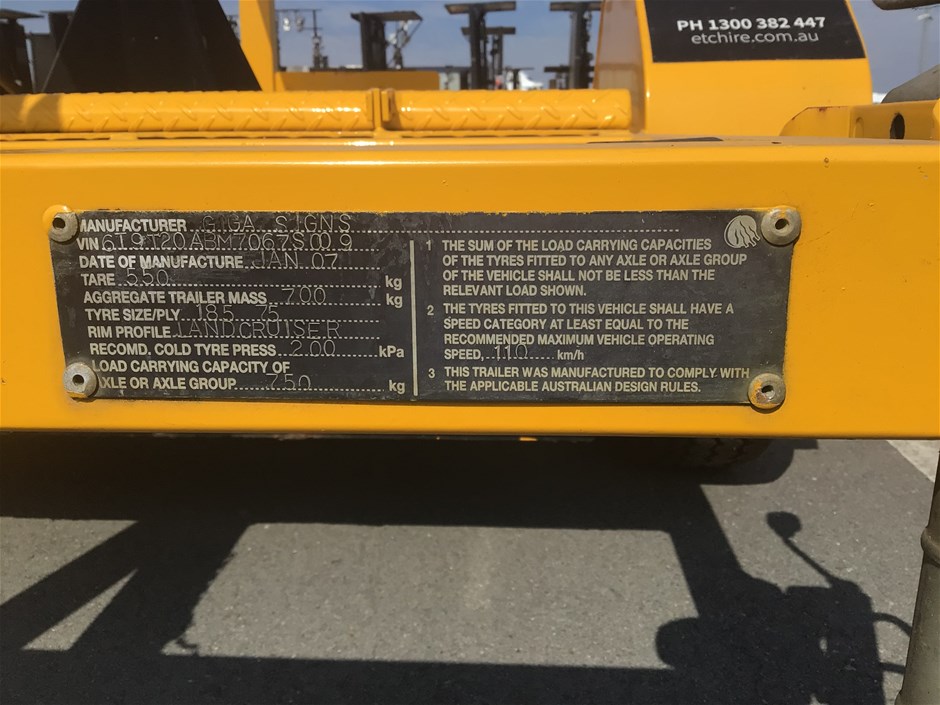 PH 1300 382 447
etchire.com.au
MANUFACTURER GIGA SIGNS
VIN 6T9T20ABM7067S009
DATE OF MANUFACTURE JAN 07
TARE 550 kg
AGGREGATE TRAILER MASS 700 kg
TYRE SIZE/PLY 185 75
RIM PROFILE LANDCRUISER
RECOMD. COLD TYRE PRESS 200 kPa
LOAD CARRYING CAPACITY OF
AXLE OR AXLE GROUP 750 kg
1 THE SUM OF THE LOAD CARRYING CAPACITIES
OF THE TYRES FITTED TO ANY AXLE OR AXLE GROUP
OF THE VEHICLE SHALL NOT BE LESS THAN THE
RELEVANT LOAD SHOWN.
2 THE TYRES FITTED TO THIS VEHICLE SHALL HAVE A
SPEED CATEGORY AT LEAST EQUAL TO THE
RECOMMENDED MAXIMUM VEHICLE OPERATING
SPEED, 110 km/h
3 THIS TRAILER WAS MANUFACTURED TO COMPLY WITH
THE APPLICABLE AUSTRALIAN DESIGN RULES.